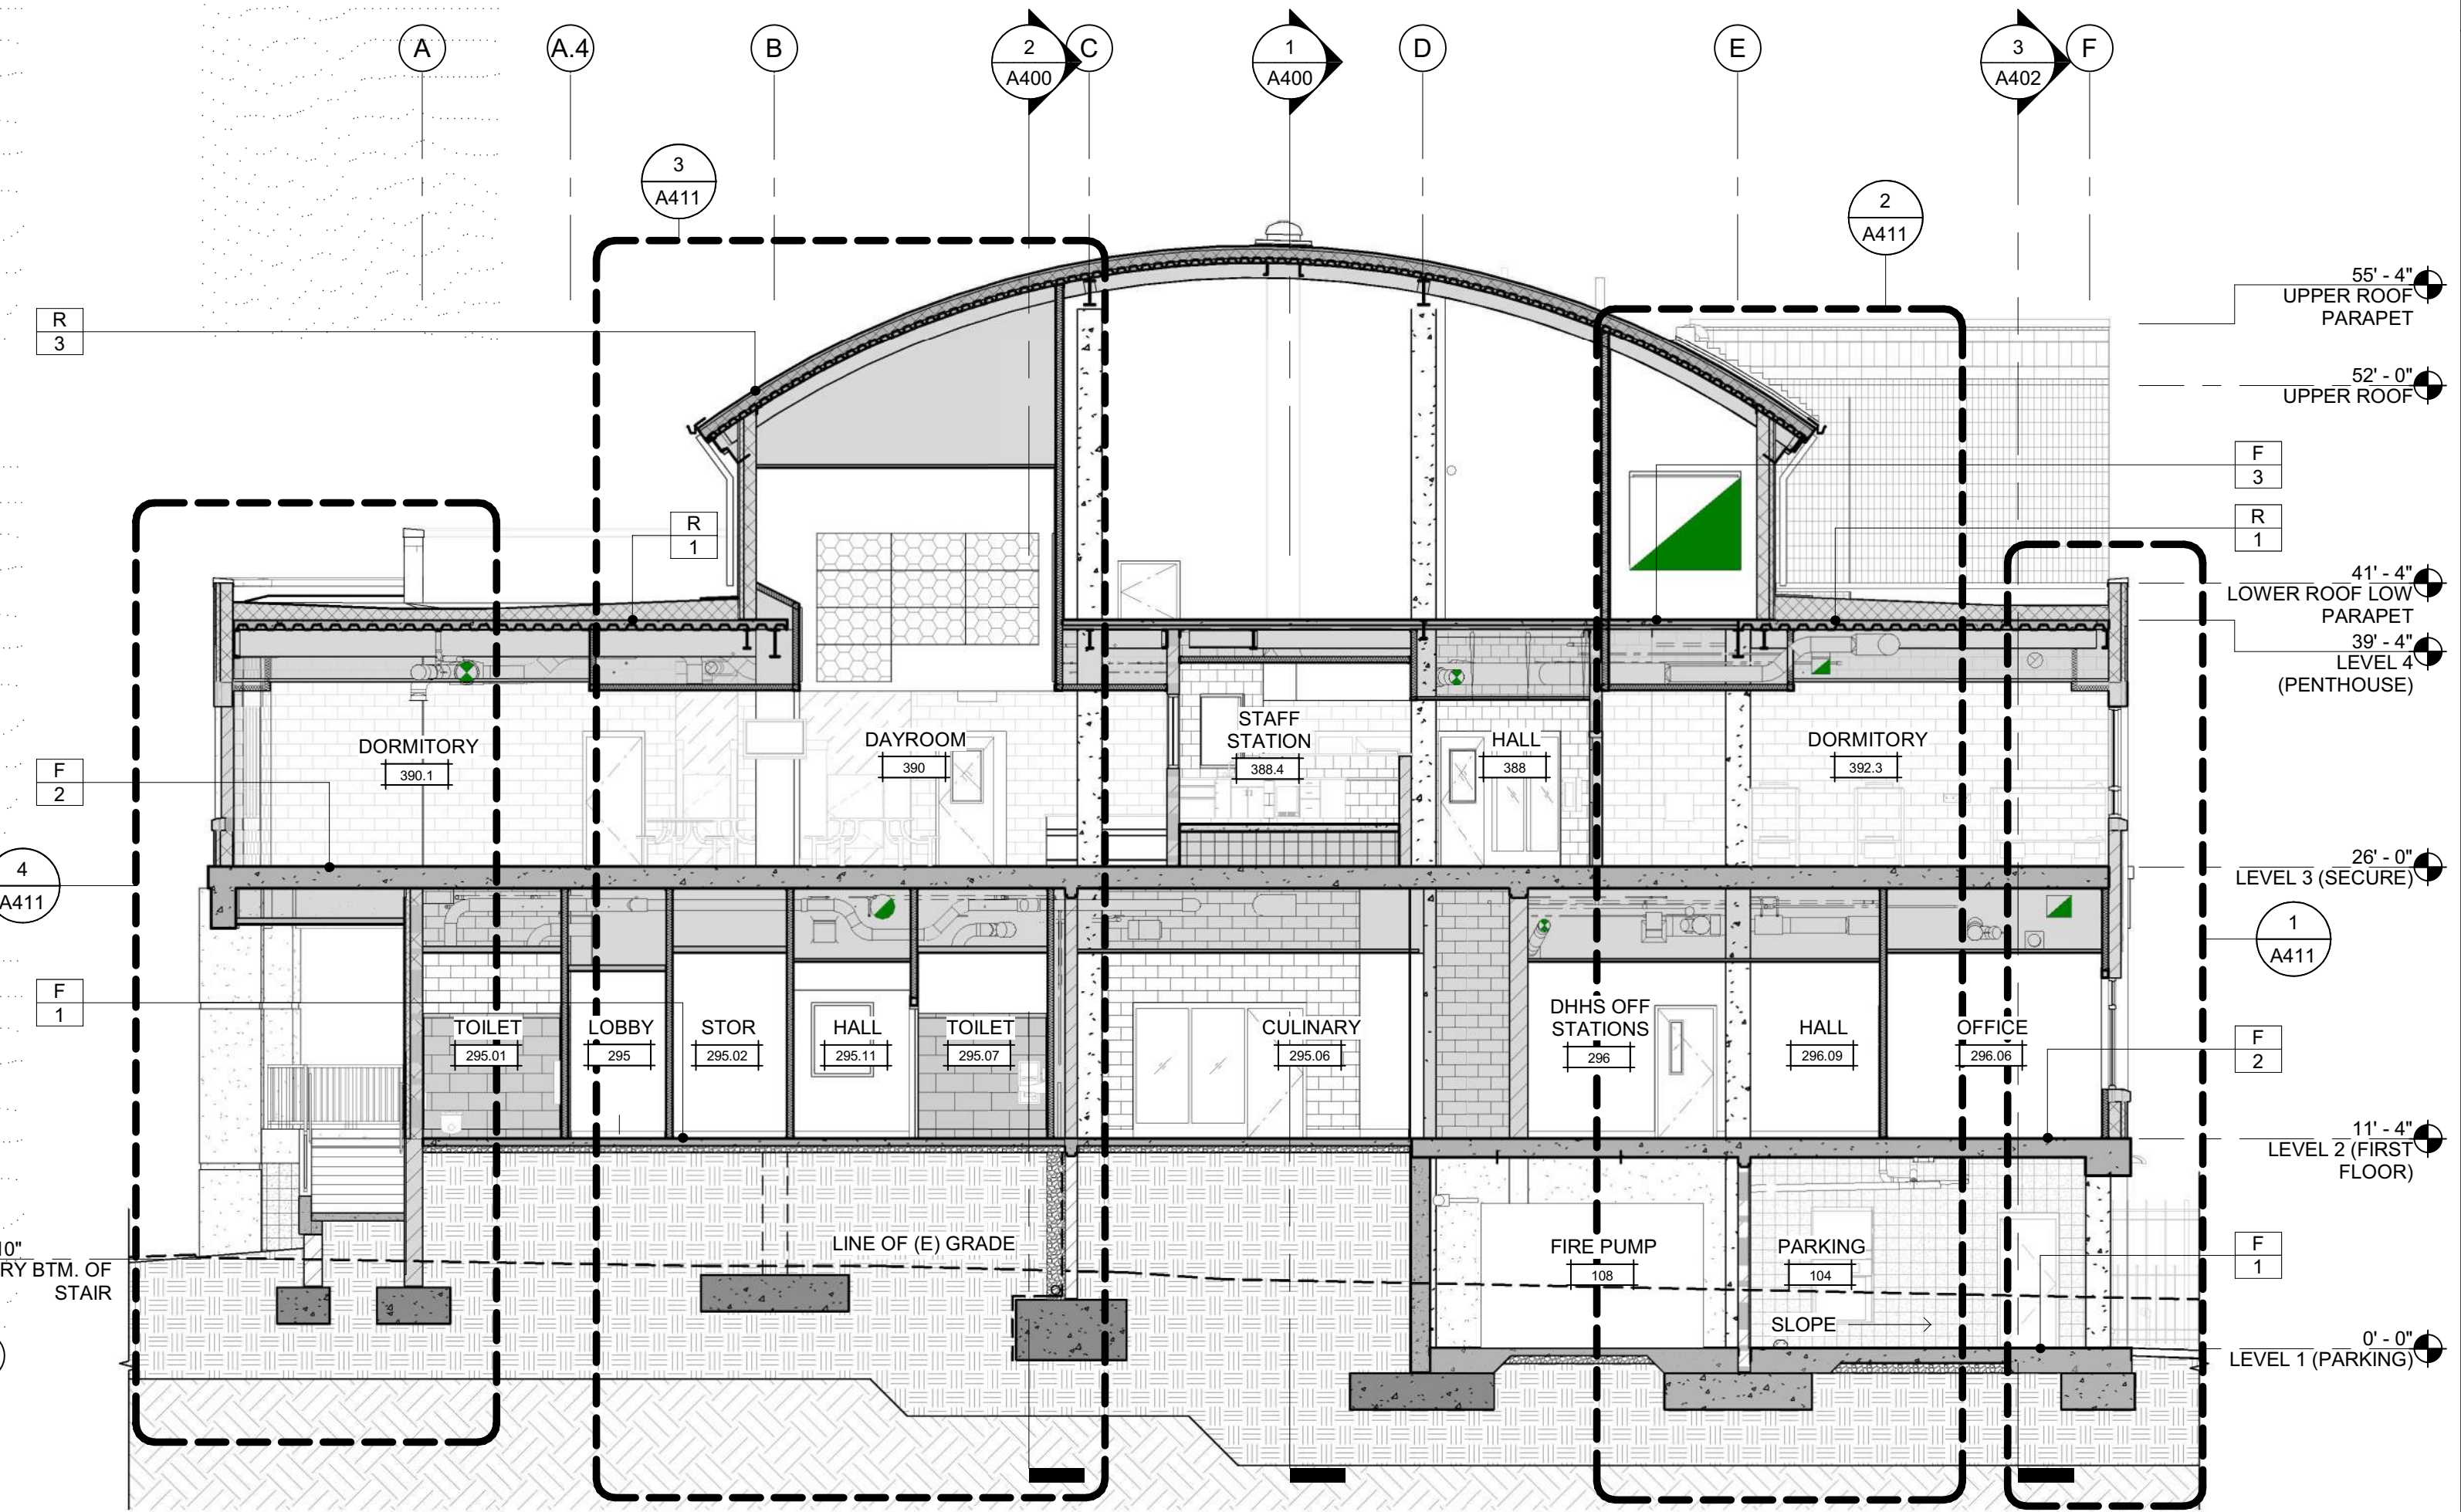 A
A.4
B
2
A400
C
1
A400
D
E
3
A402
F
3
A411
2
A411
55' - 4"
UPPER ROOF
PARAPET
R
3
52' - 0"
UPPER ROOF
F
3
R
1
R
1
41' - 4"
LOWER ROOF LOW
PARAPET
39' - 4"
LEVEL 4
(PENTHOUSE)
DORMITORY
390.1
DAYROOM
390
STAFF
STATION
388.4
HALL
388
DORMITORY
392.3
F
2
4
A411
26' - 0"
LEVEL 3 (SECURE)
1
A411
F
1
TOILET
295.01
LOBBY
295
STOR
295.02
HALL
295.11
TOILET
295.07
CULINARY
295.06
DHHS OFF
STATIONS
296
HALL
296.09
OFFICE
296.06
F
2
11' - 4"
LEVEL 2 (FIRST
FLOOR)
LINE OF (E) GRADE
FIRE PUMP
108
PARKING
104
F
1
10"
RY BTM. OF
STAIR
SLOPE
0' - 0"
LEVEL 1 (PARKING)